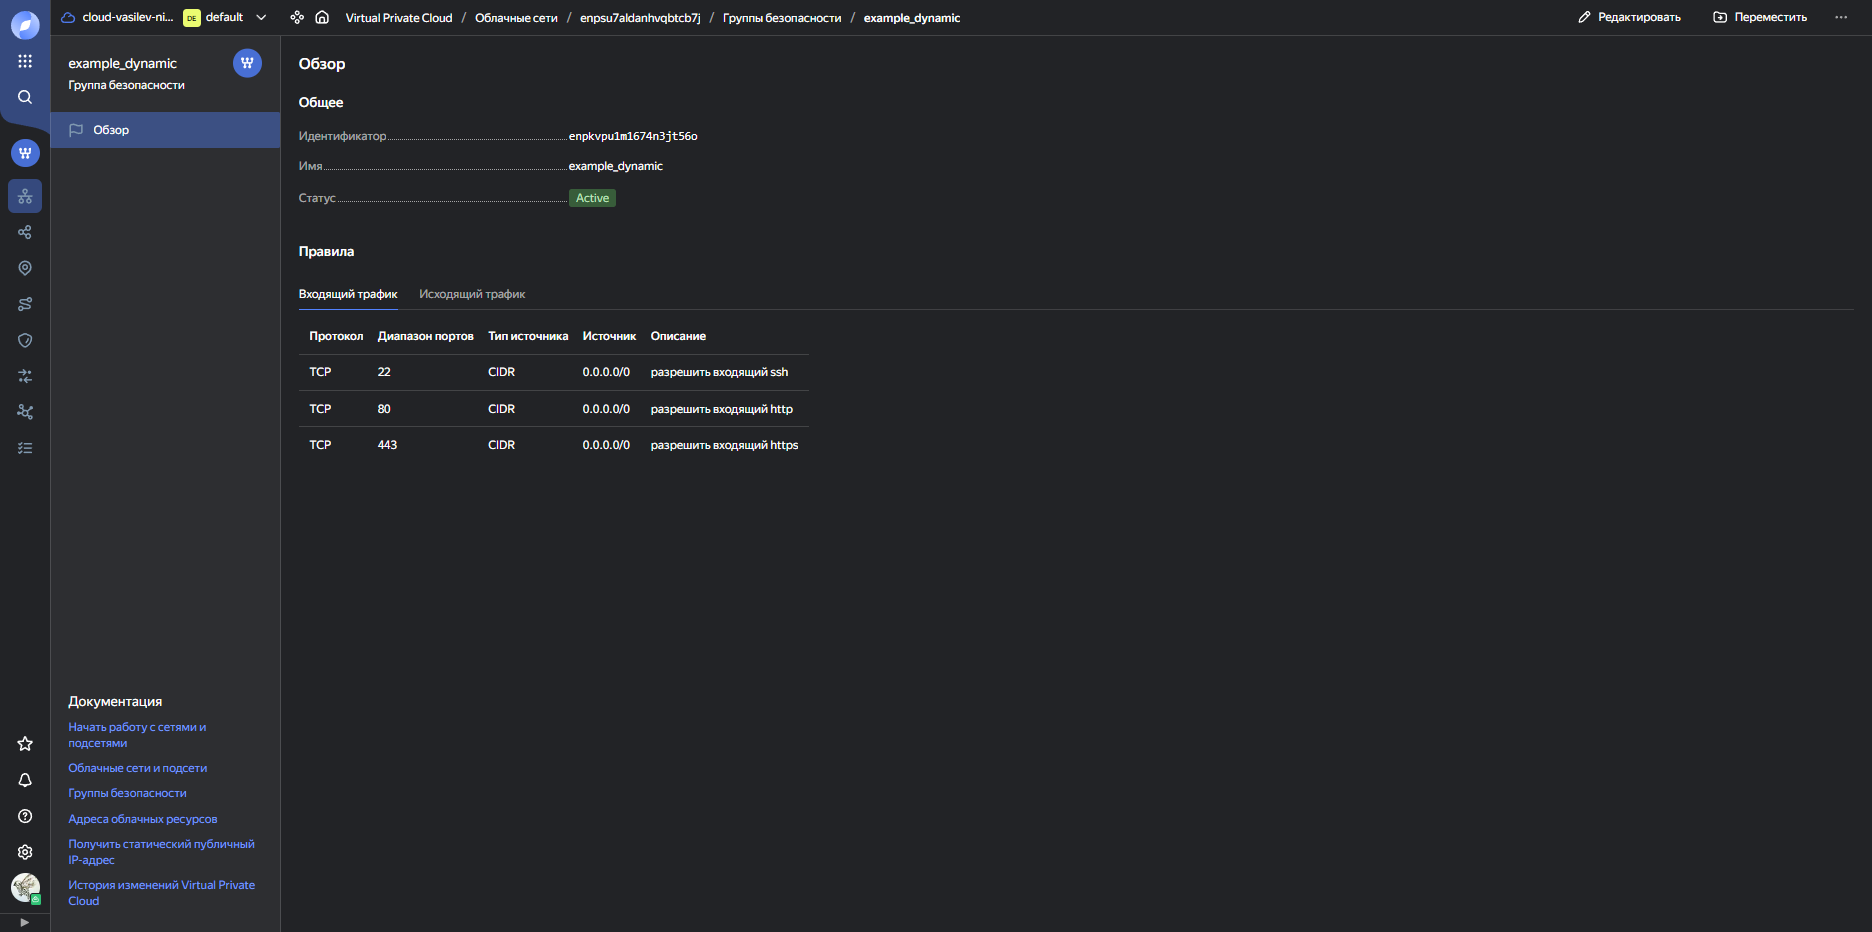 cloud-vasilev-ni... DE default
Virtual Private Cloud / Облачные сети / enpsu7aldanhvqbtcb7j / Группы безопасности / example_dynamic
Редактировать Переместить
example_dynamic
Группа безопасности
Обзор
Обзор
Общее
Идентификатор enpkvpu1m1674n3jt56o
Имя example_dynamic
Статус Active
Правила
Входящий трафик Исходящий трафик
Протокол Диапазон портов Тип источника Источник Описание
TCP 22 CIDR 0.0.0.0/0 разрешить входящий ssh
TCP 80 CIDR 0.0.0.0/0 разрешить входящий http
TCP 443 CIDR 0.0.0.0/0 разрешить входящий https
Документация
Начать работу с сетями и
подсетями
Облачные сети и подсети
Группы безопасности
Адреса облачных ресурсов
Получить статический публичный
IP-адрес
История изменений Virtual Private
Cloud